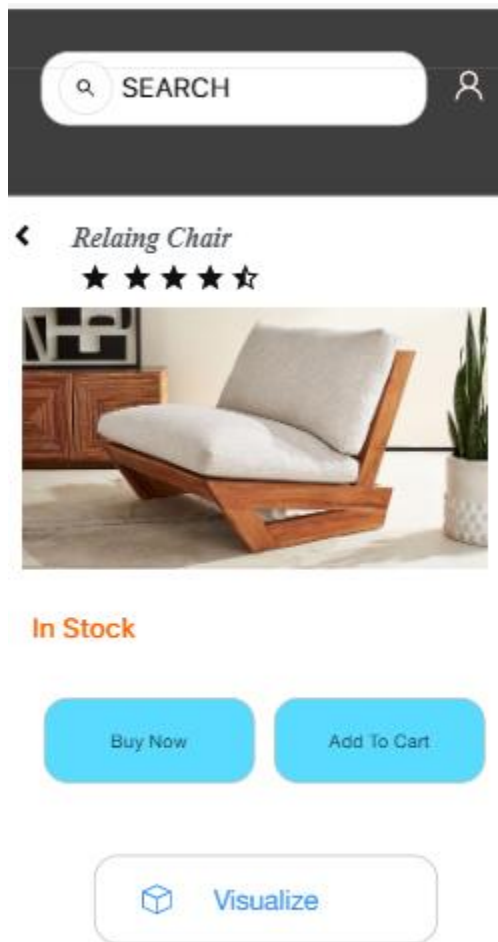 SEARCH
Relaing Chair
In Stock
Buy Now
Add To Cart
Visualize